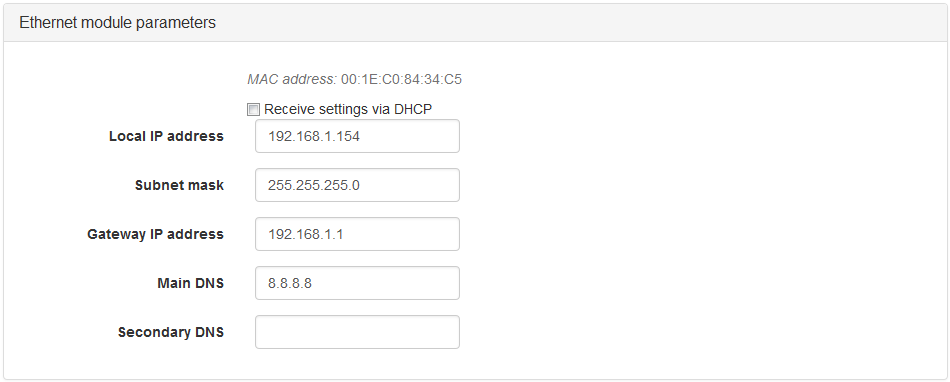 Ethernet module parameters
MAC address: 00:1E:C0:84:34:C5
Receive settings via DHCP
Local IP address 192.168.1.154
Subnet mask 255.255.255.0
Gateway IP address 192.168.1.1
Main DNS 8.8.8.8
Secondary DNS